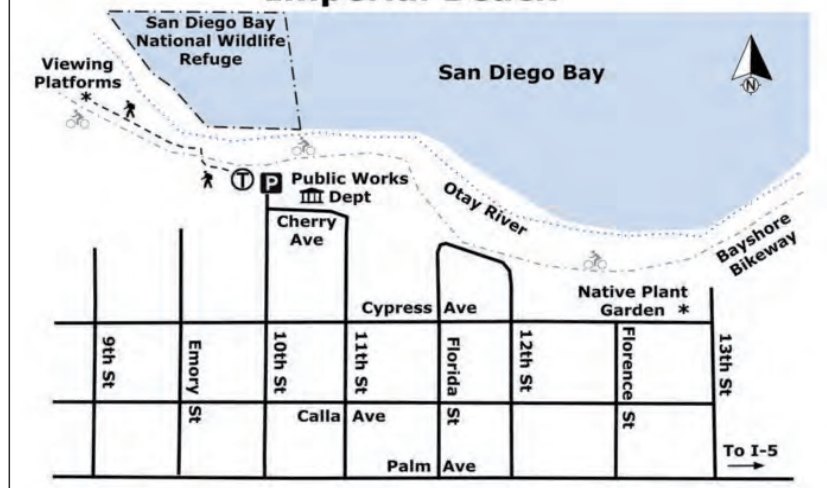 San Diego Bay
National Wildlife
Refuge
Viewing
Platforms
*
San Diego Bay
N
T
P
Public Works
Dept
Cherry
Ave
Otay River
Bayshore
Bikeway
Native Plant
Garden *
Cypress Ave
9th St
Emory St
10th St
11th St
Florida St
12th St
Florence St
13th St
Calla Ave
To I-5
Palm Ave